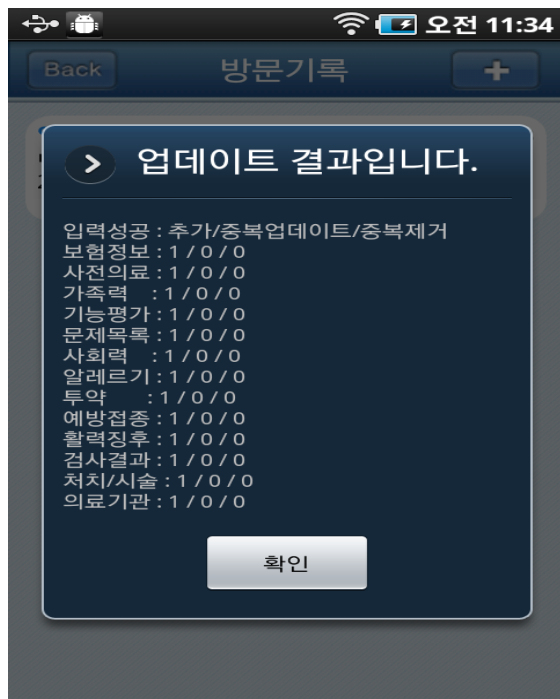 오전 11:34
Back 방문기록 +
업데이트 결과입니다.
입력성공 : 추가/중복업데이트/중복제거
보험정보 : 1 / 0 / 0
사전의료 : 1 / 0 / 0
가족력 : 1 / 0 / 0
기능평가 : 1 / 0 / 0
문제목록 : 1 / 0 / 0
사회력 : 1 / 0 / 0
알레르기 : 1 / 0 / 0
투약 : 1 / 0 / 0
예방접종 : 1 / 0 / 0
활력징후 : 1 / 0 / 0
검사결과 : 1 / 0 / 0
처치/시술 : 1 / 0 / 0
의료기관 : 1 / 0 / 0
확인